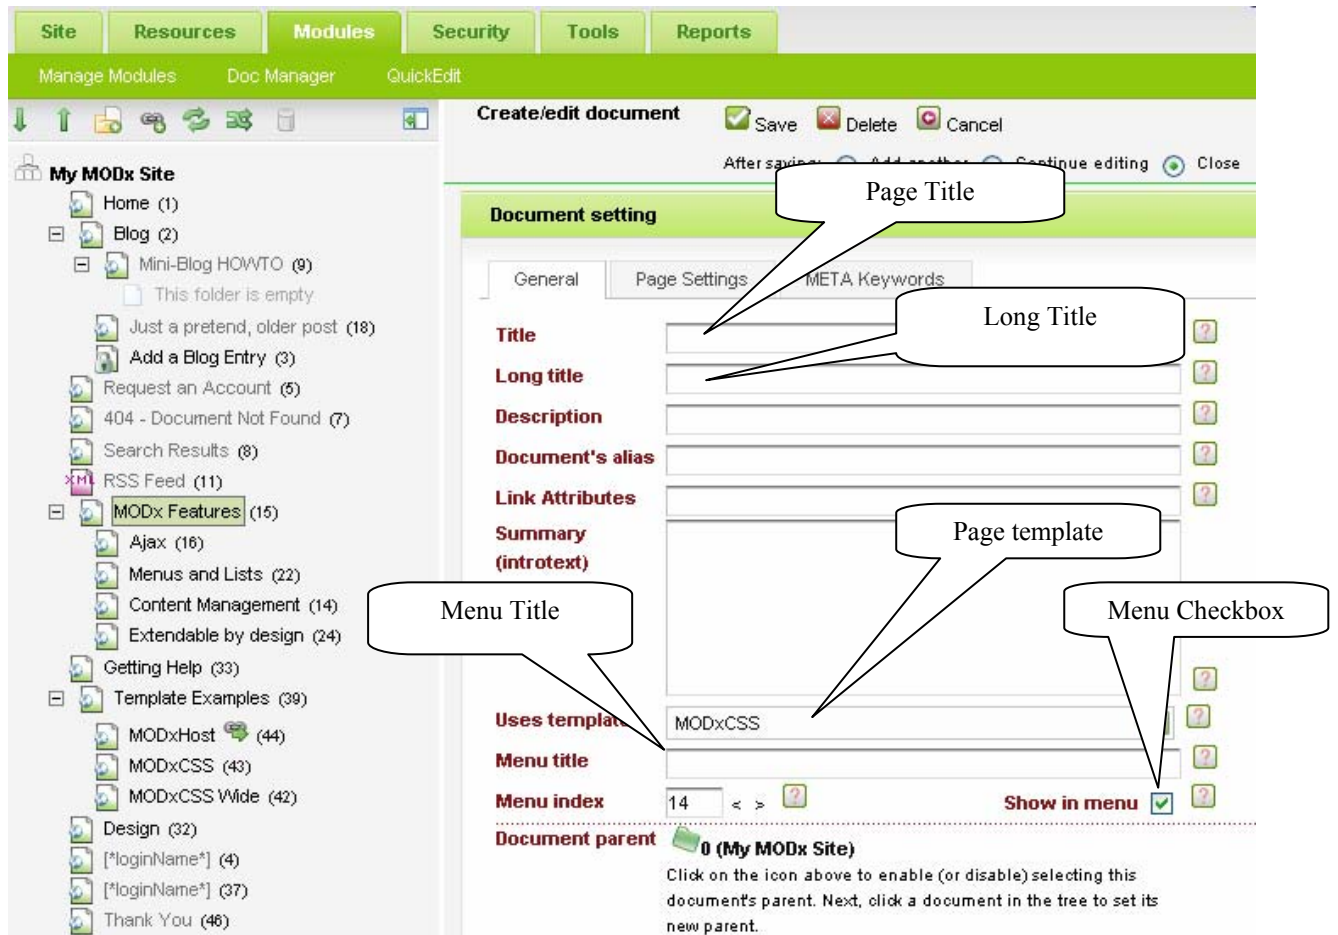 Site Resources Modules Security Tools Reports
Manage Modules Doc Manager QuickEdit
Create/edit document Save Delete Cancel
After saving: Add another Continue editing Close
My MODx Site
Home (1)
Blog (2)
Mini-Blog HOWTO (9)
This folder is empty
Just a pretend, older post (18)
Add a Blog Entry (3)
Request an Account (5)
404 - Document Not Found (7)
Search Results (8)
RSS Feed (11)
MODx Features (15)
Ajax (16)
Menus and Lists (22)
Content Management (14)
Extendable by design (24)
Getting Help (33)
Template Examples (39)
MODxHost (44)
MODxCSS (43)
MODxCSS Wide (42)
Design (32)
[*loginName*] (4)
[*loginName*] (37)
Thank You (46)
Page Title
Document setting
General Page Settings META Keywords
Long Title
Title
Long title
Description
Document's alias
Link Attributes
Summary
(introtext)
Page template
Menu Title
Menu Checkbox
Uses template MODxCSS
Menu title
Menu index 14 < > Show in menu
Document parent 0 (My MODx Site)
Click on the icon above to enable (or disable) selecting this
document's parent. Next, click a document in the tree to set its
new parent.